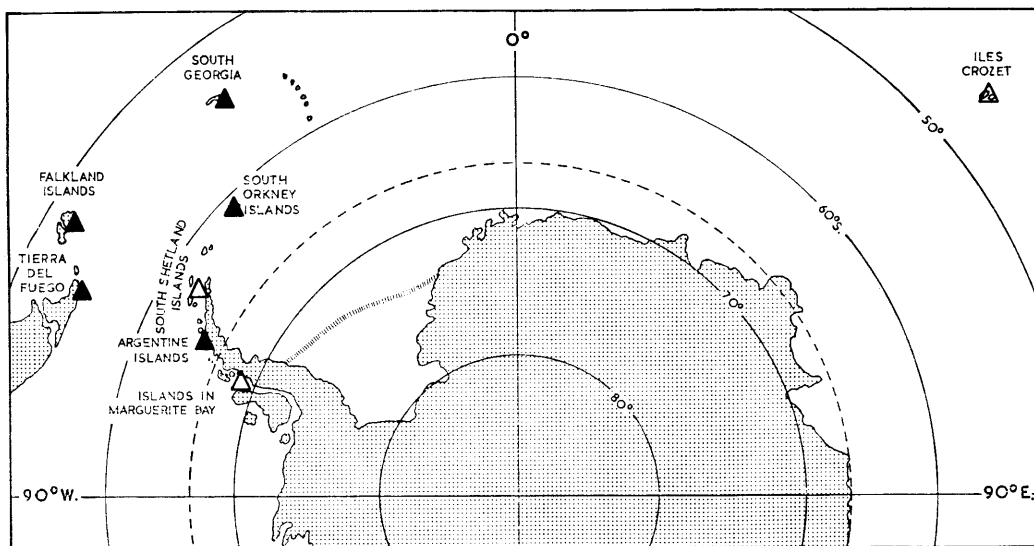 0°
SOUTH
GEORGIA
ILES
CROZET
50°
FALKLAND
ISLANDS
SOUTH
ORKNEY
ISLANDS
60°S.
TIERRA
DEL
FUEGO
SOUTH SHETLAND
ISLANDS
70°
ARGENTINE
ISLANDS
ISLANDS IN
MARGUERITE BAY
80°
90°W.
90°E.